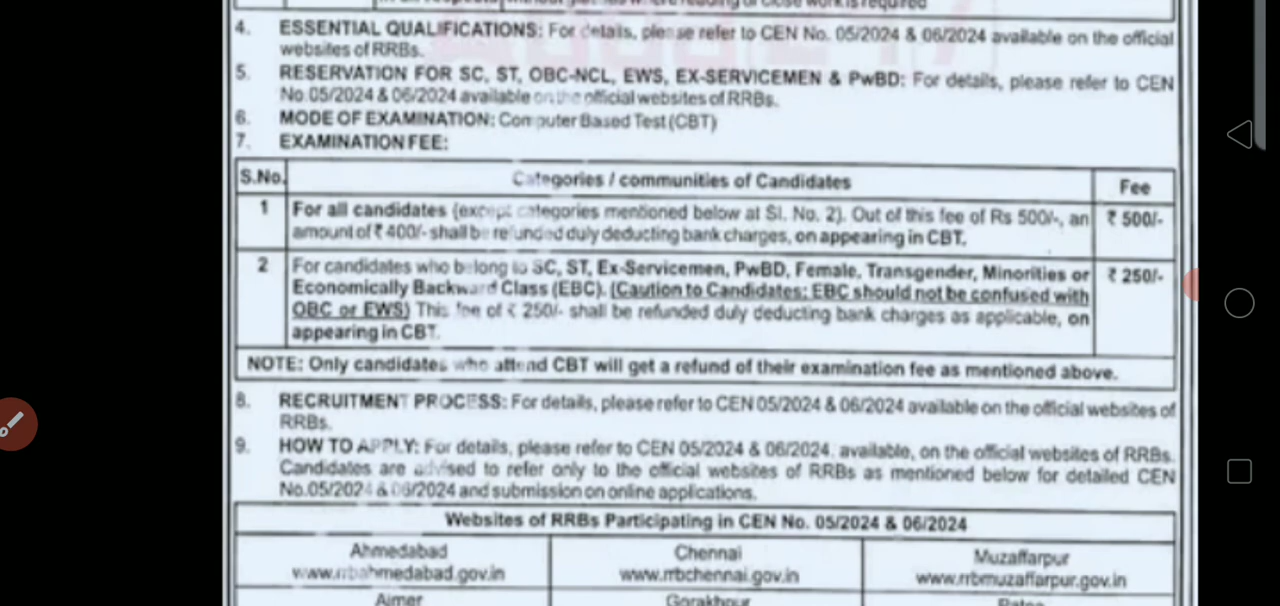 4. ESSENTIAL QUALIFICATIONS: For details, please refer to CEN No. 05/2024 & 06/2024 available on the official
websites of RRBs.
5. RESERVATION FOR SC, ST, OBC-NCL, EWS, EX-SERVICEMEN & PwBD: For details, please refer to CEN
No.05/2024 & 06/2024 available on the official websites of RRBs.
6. MODE OF EXAMINATION: Computer Based Test (CBT)
7. EXAMINATION FEE:
S.No. Categories / communities of Candidates Fee
1 For all candidates (except categories mentioned below at Sl. No. 2). Out of this fee of Rs 500/-, an ₹ 500/-
amount of ₹ 400/- shall be refunded duly deducting bank charges, on appearing in CBT.
2 For candidates who belong to SC, ST, Ex-Servicemen, PwBD, Female, Transgender, Minorities or ₹ 250/-
Economically Backward Class (EBC). (Caution to Candidates: EBC should not be confused with
OBC or EWS) This fee of ₹ 250/- shall be refunded duly deducting bank charges as applicable, on
appearing in CBT.
NOTE: Only candidates who attend CBT will get a refund of their examination fee as mentioned above.
8. RECRUITMENT PROCESS: For details, please refer to CEN 05/2024 & 06/2024 available on the official websites of
RRBs.
9. HOW TO APPLY: For details, please refer to CEN 05/2024 & 06/2024, available, on the official websites of RRBs.
Candidates are advised to refer only to the official websites of RRBs as mentioned below for detailed CEN
No.05/2024 & 06/2024 and submission on online applications.
Websites of RRBs Participating in CEN No. 05/2024 & 06/2024
Ahmedabad Chennai Muzaffarpur
www.rrbahmedabad.gov.in www.rrbchennai.gov.in www.rrbmuzaffarpur.gov.in
Ajmer Gorakhpur